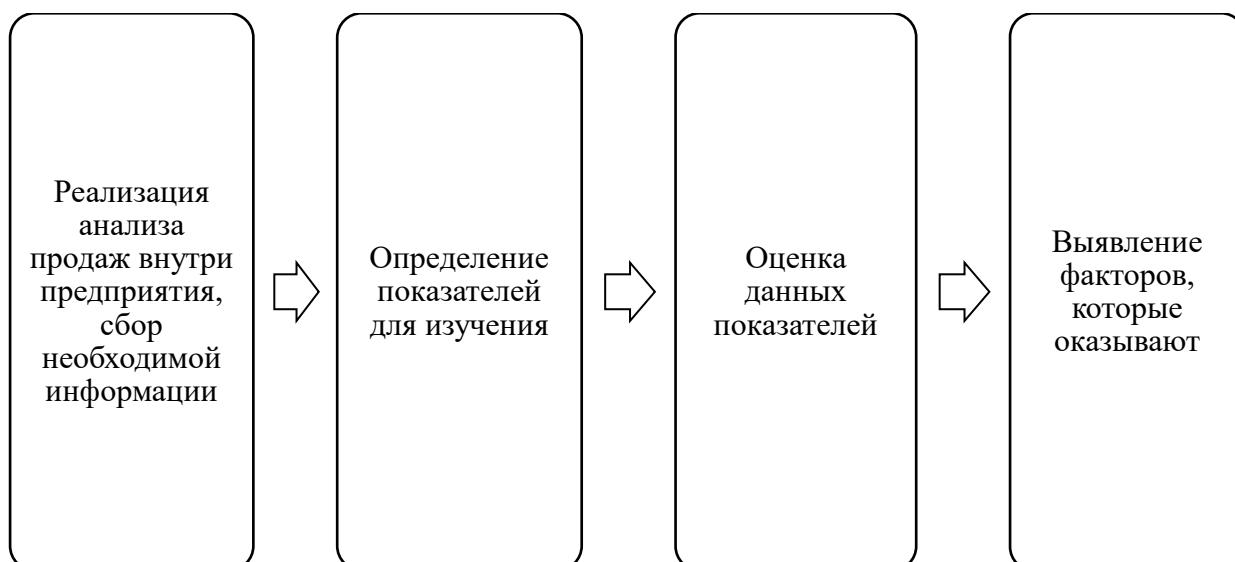 Реализация
анализа
продаж внутри
предприятия,
сбор
необходимой
информации
Определение
показателей
для изучения
Оценка
данных
показателей
Выявление
факторов,
которые
оказывают